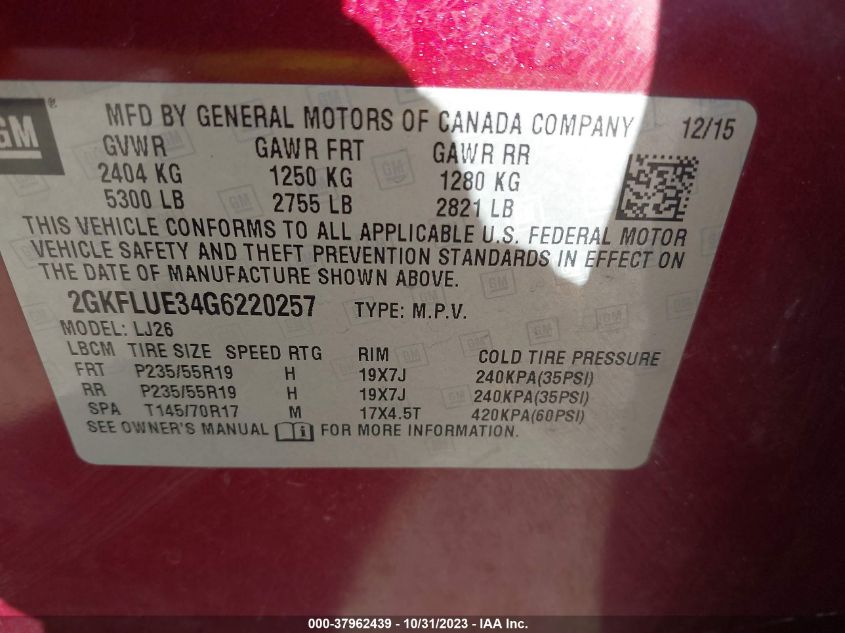 GM®
MFD BY GENERAL MOTORS OF CANADA COMPANY 12/15
GVWR GAWR FRT GAWR RR
2404 KG 1250 KG 1280 KG
5300 LB 2755 LB 2821 LB
THIS VEHICLE CONFORMS TO ALL APPLICABLE U.S. FEDERAL MOTOR
VEHICLE SAFETY AND THEFT PREVENTION STANDARDS IN EFFECT ON
THE DATE OF MANUFACTURE SHOWN ABOVE.
2GKFLUE34G6220257 TYPE: M.P.V.
MODEL: LJ26
LBCM TIRE SIZE SPEED RTG RIM COLD TIRE PRESSURE
FRT P235/55R19 H 19X7J 240KPA(35PSI)
RR P235/55R19 H 19X7J 240KPA(35PSI)
SPA T145/70R17 M 17X4.5T 420KPA(60PSI)
SEE OWNER'S MANUAL i FOR MORE INFORMATION.
000-37962439 - 10/31/2023 - IAA Inc.